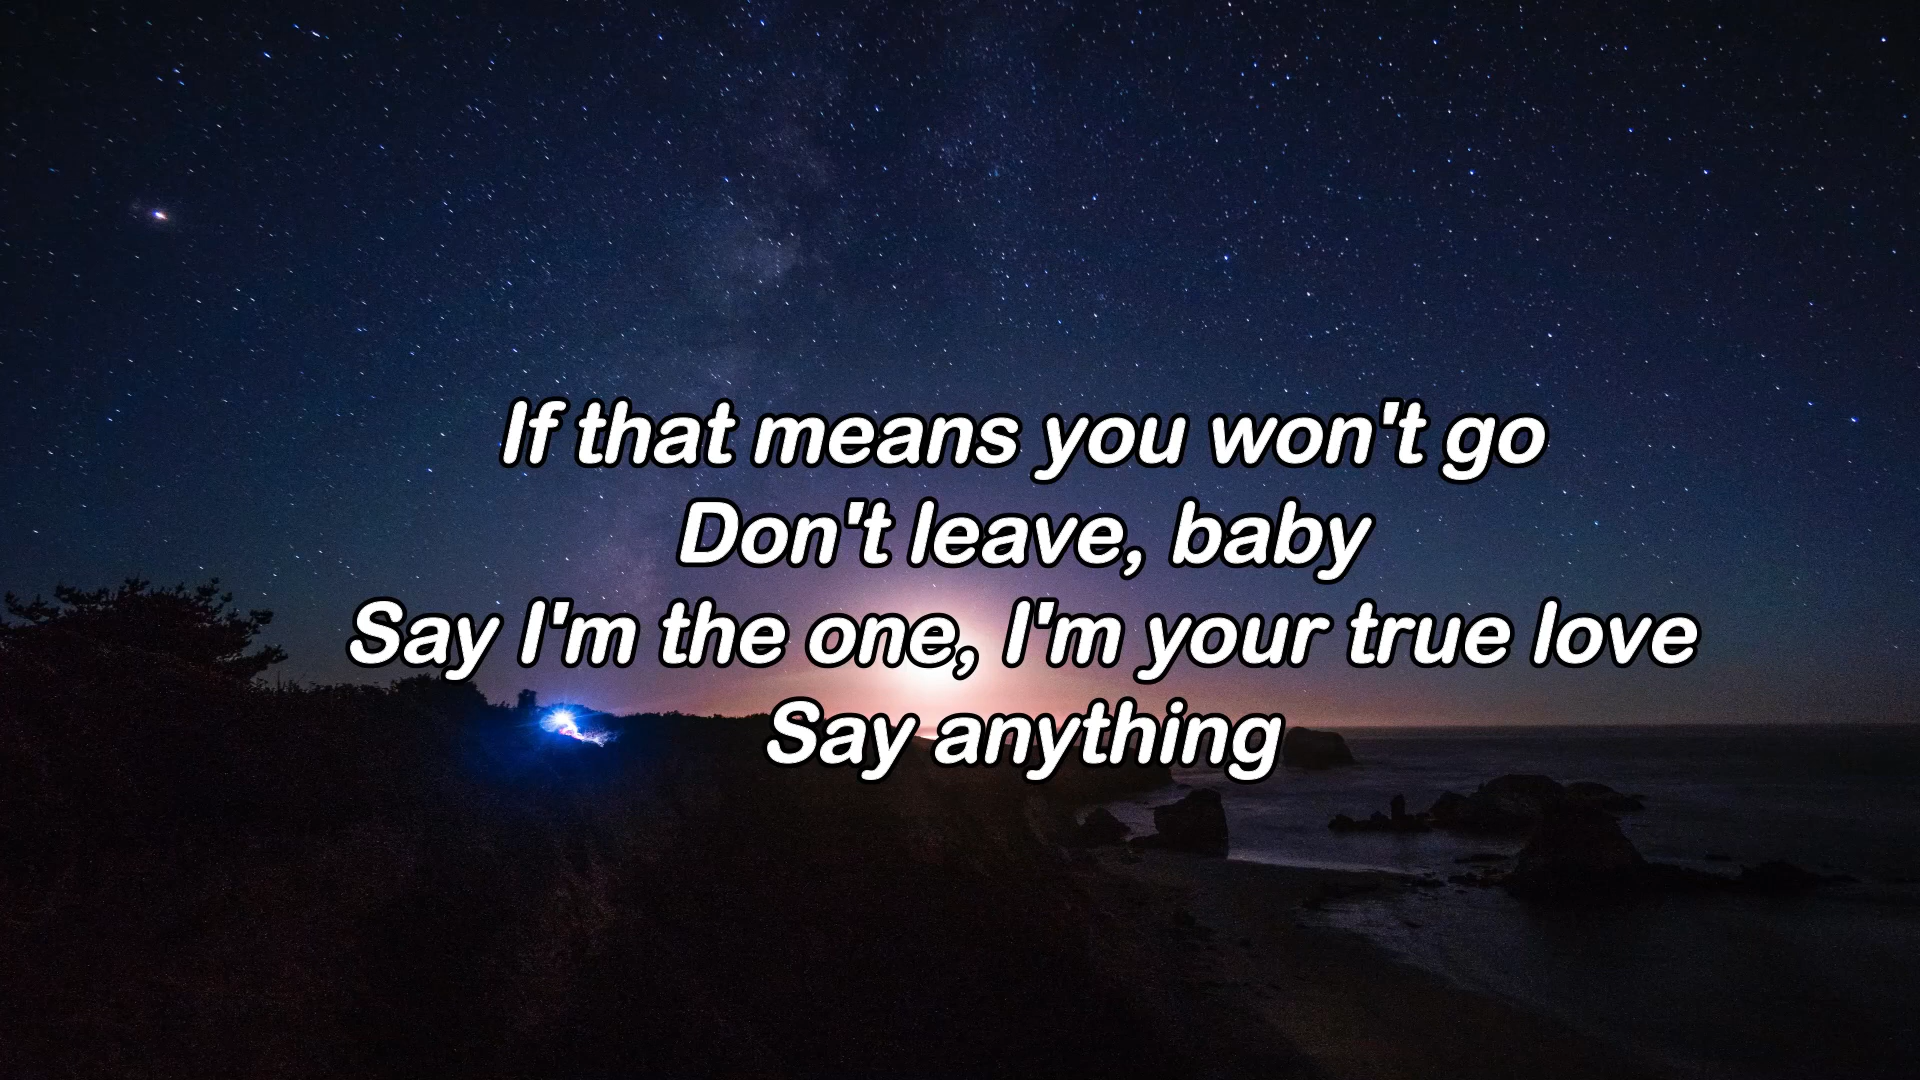 If that means you won't go
Don't leave, baby
Say I'm the one, I'm your true love
Say anything